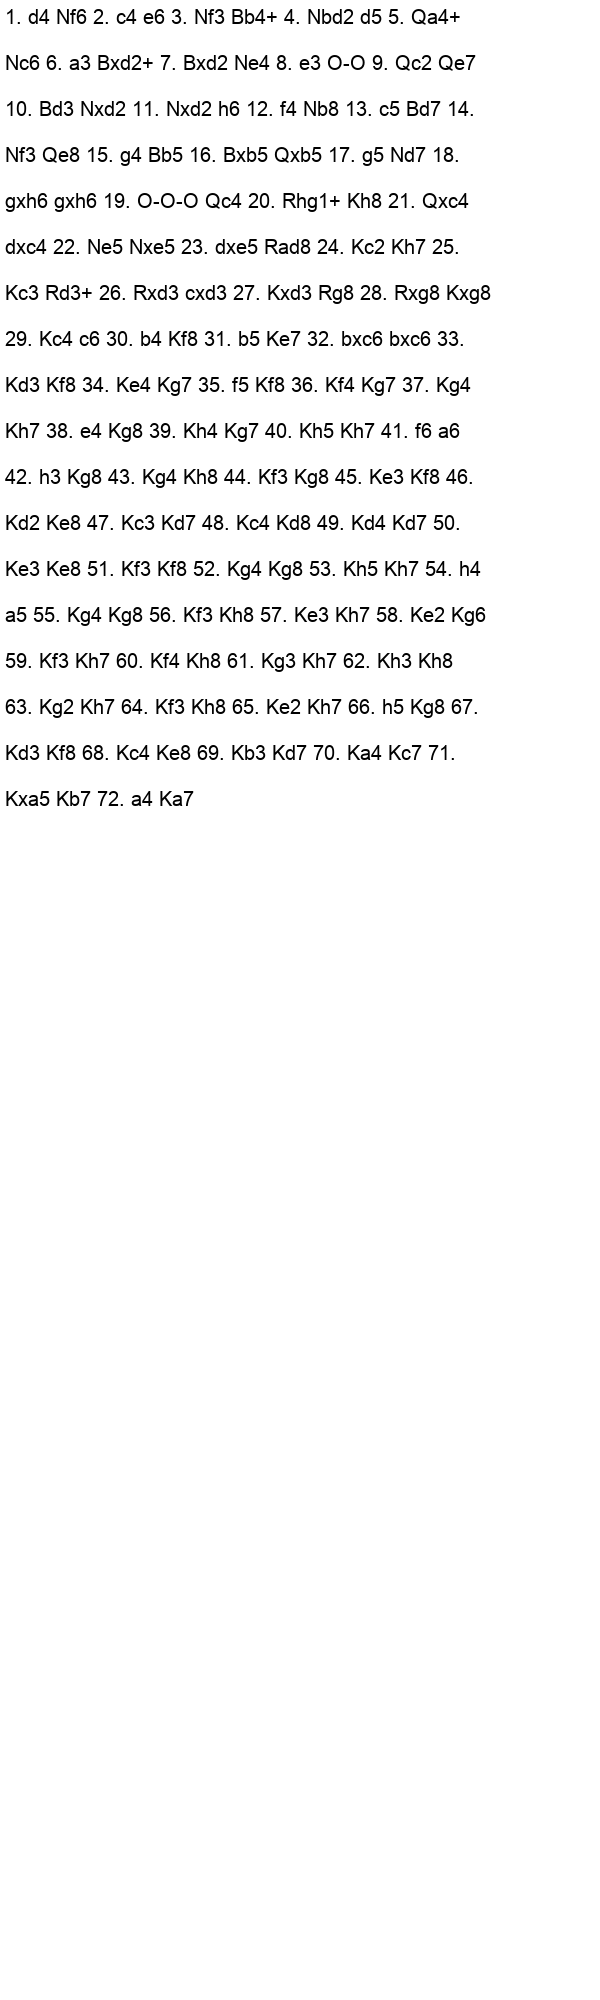 1. d4 Nf6 2. c4 e6 3. Nf3 Bb4+ 4. Nbd2 d5 5. Qa4+
Nc6 6. a3 Bxd2+ 7. Bxd2 Ne4 8. e3 O-O 9. Qc2 Qe7
10. Bd3 Nxd2 11. Nxd2 h6 12. f4 Nb8 13. c5 Bd7 14.
Nf3 Qe8 15. g4 Bb5 16. Bxb5 Qxb5 17. g5 Nd7 18.
gxh6 gxh6 19. O-O-O Qc4 20. Rhg1+ Kh8 21. Qxc4
dxc4 22. Ne5 Nxe5 23. dxe5 Rad8 24. Kc2 Kh7 25.
Kc3 Rd3+ 26. Rxd3 cxd3 27. Kxd3 Rg8 28. Rxg8 Kxg8
29. Kc4 c6 30. b4 Kf8 31. b5 Ke7 32. bxc6 bxc6 33.
Kd3 Kf8 34. Ke4 Kg7 35. f5 Kf8 36. Kf4 Kg7 37. Kg4
Kh7 38. e4 Kg8 39. Kh4 Kg7 40. Kh5 Kh7 41. f6 a6
42. h3 Kg8 43. Kg4 Kh8 44. Kf3 Kg8 45. Ke3 Kf8 46.
Kd2 Ke8 47. Kc3 Kd7 48. Kc4 Kd8 49. Kd4 Kd7 50.
Ke3 Ke8 51. Kf3 Kf8 52. Kg4 Kg8 53. Kh5 Kh7 54. h4
a5 55. Kg4 Kg8 56. Kf3 Kh8 57. Ke3 Kh7 58. Ke2 Kg6
59. Kf3 Kh7 60. Kf4 Kh8 61. Kg3 Kh7 62. Kh3 Kh8
63. Kg2 Kh7 64. Kf3 Kh8 65. Ke2 Kh7 66. h5 Kg8 67.
Kd3 Kf8 68. Kc4 Ke8 69. Kb3 Kd7 70. Ka4 Kc7 71.
Kxa5 Kb7 72. a4 Ka7